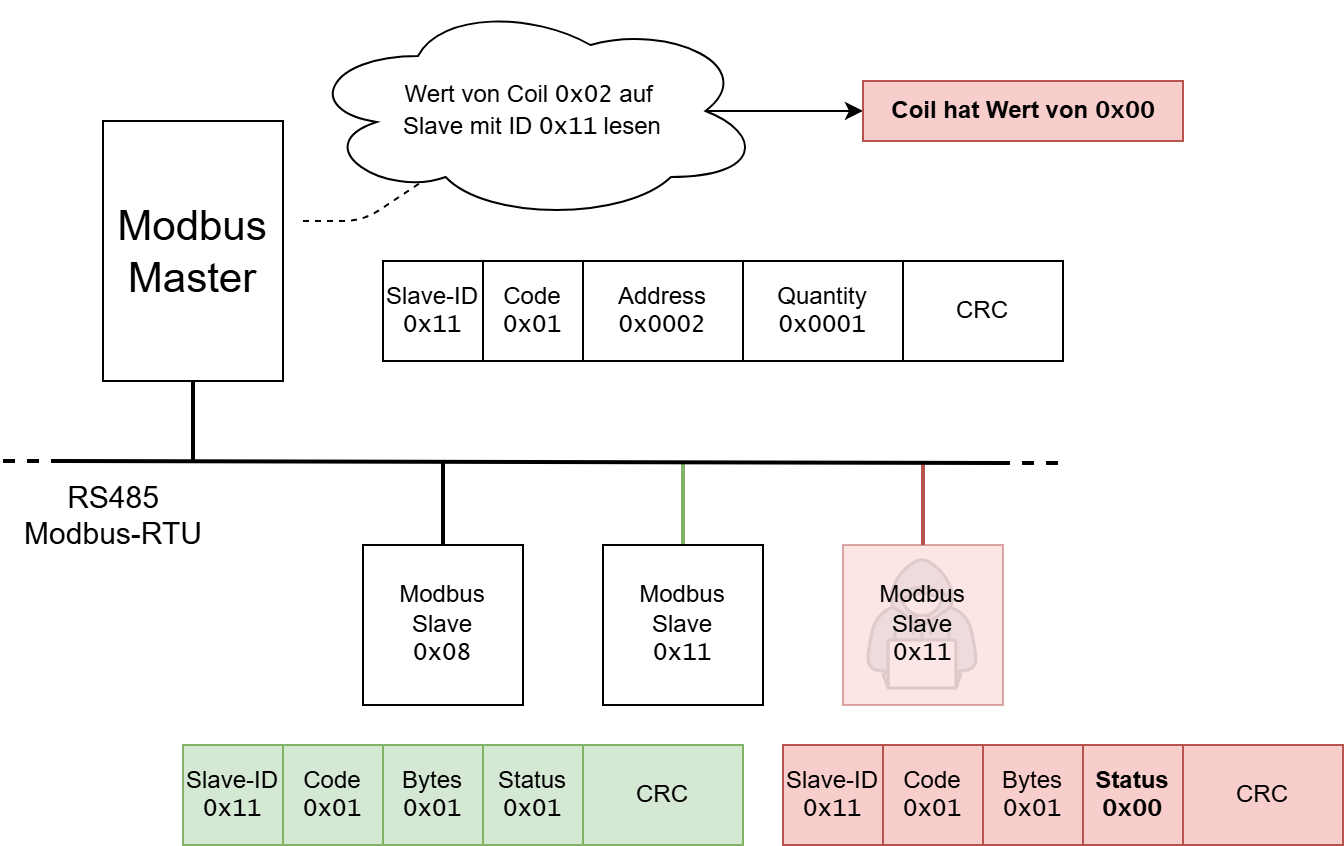 Wert von Coil 0x02 auf
Slave mit ID 0x11 lesen
Coil hat Wert von 0x00
Modbus
Master
Slave-ID
0x11
Code
0x01
Address
0x0002
Quantity
0x0001
CRC
RS485
Modbus-RTU
Modbus
Slave
0x08
Modbus
Slave
0x11
Modbus
Slave
0x11
Slave-ID
0x11
Code
0x01
Bytes
0x01
Status
0x01
CRC
Slave-ID
0x11
Code
0x01
Bytes
0x01
Status
0x00
CRC